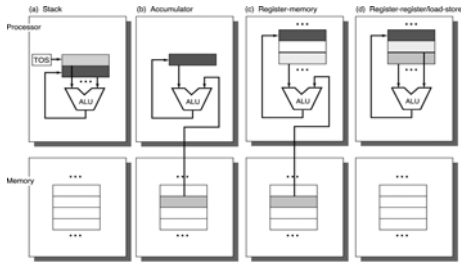 (a) Stack
(b) Accumulator
(c) Register-memory
(d) Register-register/load-store
Processor
TOS
ALU
ALU
ALU
ALU
Memory